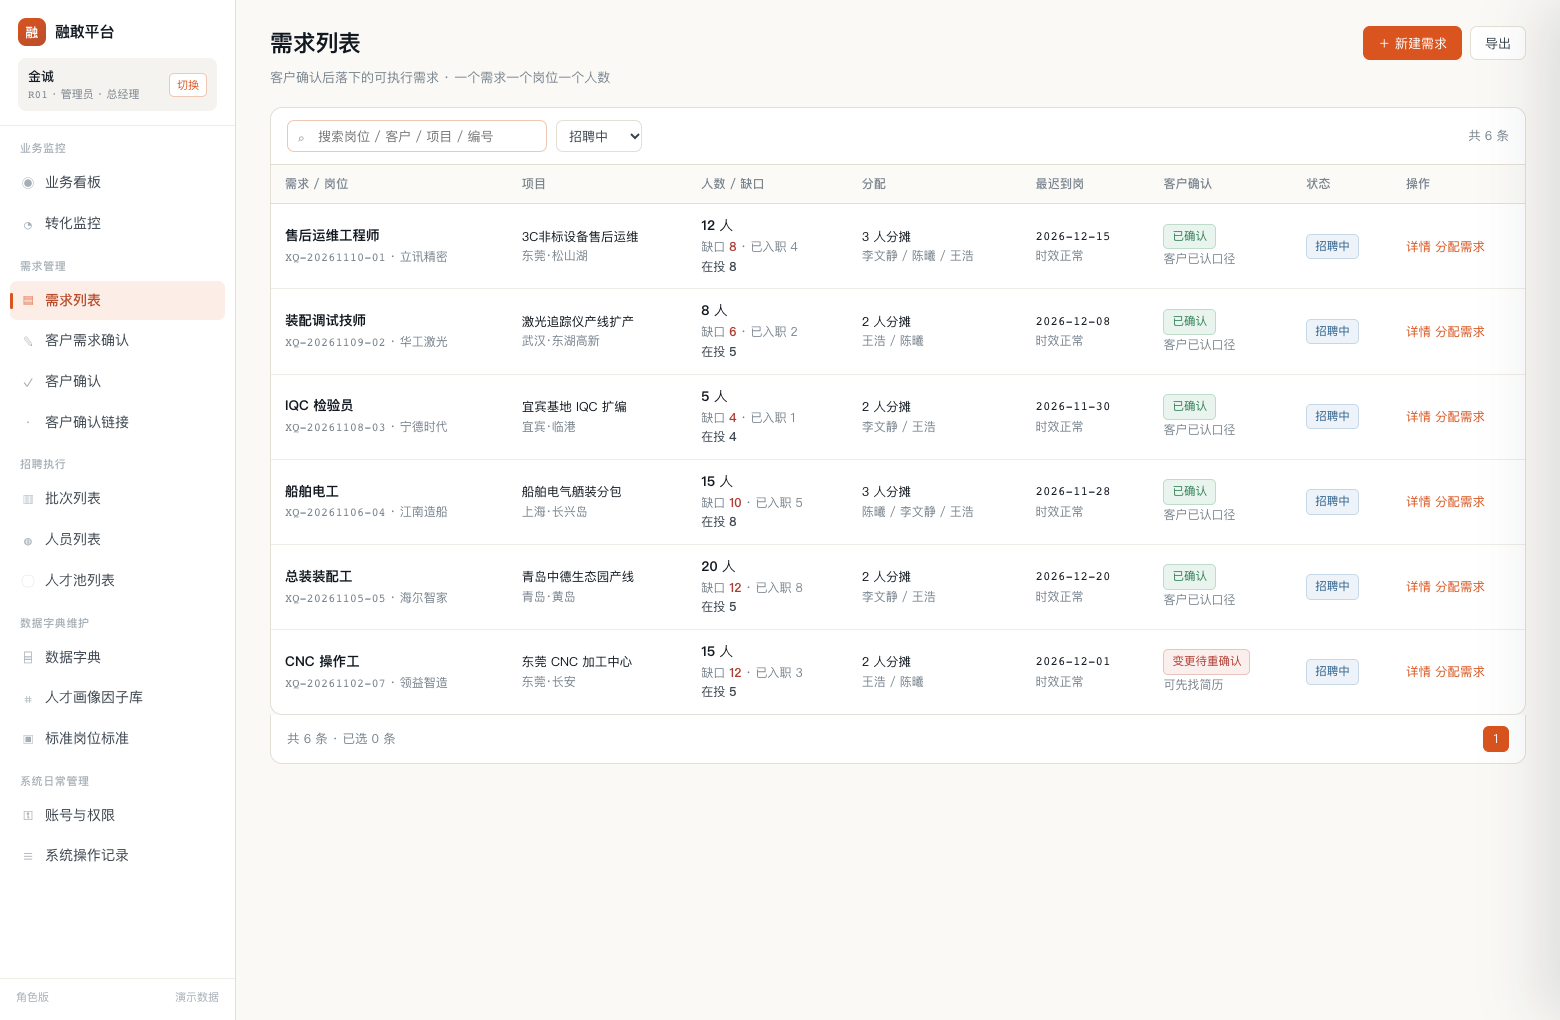 融 融敢平台
金诚
R01 · 管理员 · 总经理
切换
业务监控
业务看板
转化监控
需求管理
需求列表
客户需求确认
客户确认
客户确认链接
招聘执行
批次列表
人员列表
人才池列表
数据字典维护
数据字典
人才画像因子库
标准岗位标准
系统日常管理
账号与权限
系统操作记录
角色版 演示数据
需求列表
客户确认后落下的可执行需求 · 一个需求一个岗位一个人数
＋ 新建需求 导出
搜索岗位 / 客户 / 项目 / 编号 招聘中 共 6 条
需求 / 岗位 项目 人数 / 缺口 分配 最迟到岗 客户确认 状态 操作
售后运维工程师
XQ-20261110-01 · 立讯精密
3C非标设备售后运维
东莞·松山湖
12 人
缺口 8 · 已入职 4
在投 8
3 人分摊
李文静 / 陈曦 / 王浩
2026-12-15
时效正常
已确认
客户已认口径
招聘中
详情 分配需求
装配调试技师
XQ-20261109-02 · 华工激光
激光追踪仪产线扩产
武汉·东湖高新
8 人
缺口 6 · 已入职 2
在投 5
2 人分摊
王浩 / 陈曦
2026-12-08
时效正常
已确认
客户已认口径
招聘中
详情 分配需求
IQC 检验员
XQ-20261108-03 · 宁德时代
宜宾基地 IQC 扩编
宜宾·临港
5 人
缺口 4 · 已入职 1
在投 4
2 人分摊
李文静 / 王浩
2026-11-30
时效正常
已确认
客户已认口径
招聘中
详情 分配需求
船舶电工
XQ-20261106-04 · 江南造船
船舶电气舾装分包
上海·长兴岛
15 人
缺口 10 · 已入职 5
在投 8
3 人分摊
陈曦 / 李文静 / 王浩
2026-11-28
时效正常
已确认
客户已认口径
招聘中
详情 分配需求
总装装配工
XQ-20261105-05 · 海尔智家
青岛中德生态园产线
青岛·黄岛
20 人
缺口 12 · 已入职 8
在投 5
2 人分摊
李文静 / 王浩
2026-12-20
时效正常
已确认
客户已认口径
招聘中
详情 分配需求
CNC 操作工
XQ-20261102-07 · 领益智造
东莞 CNC 加工中心
东莞·长安
15 人
缺口 12 · 已入职 3
在投 5
2 人分摊
王浩 / 陈曦
2026-12-01
时效正常
变更待重确认
可先找简历
招聘中
详情 分配需求
共 6 条 · 已选 0 条 1